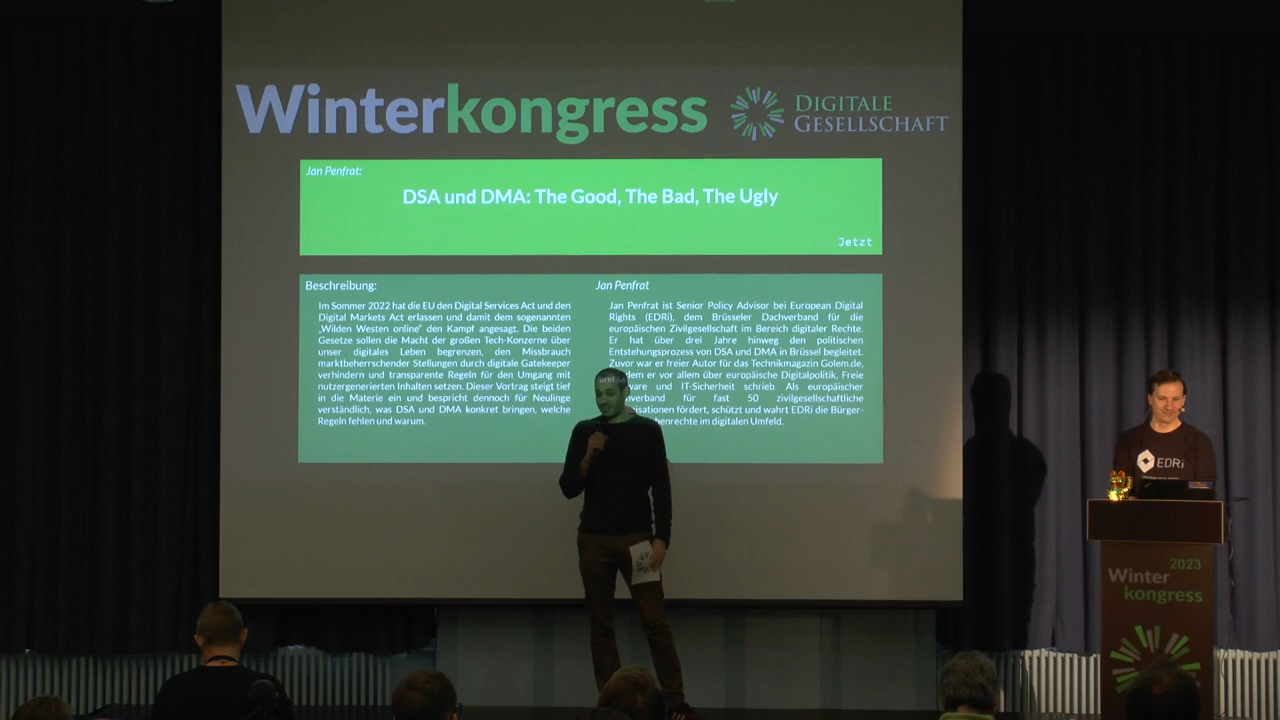 Winterkongress
DIGITALE
GESELLSCHAFT
Jan Penfrat:
DSA und DMA: The Good, The Bad, The Ugly
Jetzt
Beschreibung:
Im Sommer 2022 hat die EU den Digital Services Act und den
Digital Markets Act erlassen und damit dem sogenannten
„Wilden Westen online" den Kampf angesagt. Die beiden
Gesetze sollen die Macht der großen Tech-Konzerne über
unser digitales Leben begrenzen, den Missbrauch
marktbeherrschender Stellungen durch digitale Gatekeeper
verhindern und transparente Regeln für den Umgang mit
nutzergenerierten Inhalten setzen. Dieser Vortrag steigt tief
in die Materie ein und bespricht dennoch für Neulinge
verständlich, was DSA und DMA konkret bringen, welche
Regeln fehlen und warum.
Jan Penfrat
Jan Penfrat ist Senior Policy Advisor bei European Digital
Rights (EDRi), dem Brüsseler Dachverband für die
europäischen Zivilgesellschaft im Bereich digitaler Rechte.
Er hat über drei Jahre hinweg den politischen
Entstehungsprozess von DSA und DMA in Brüssel begleitet.
Zuvor war er freier Autor für das Technikmagazin Golem.de,
er vor allem über europäische Digitalpolitik, Freie
und IT-Sicherheit schrieb. Als europäischer
für fast 50 zivilgesellschaftliche
fördert, schützt und wahrt EDRi die Bürger-
und
im digitalen Umfeld.
EDRi
2023
Winter
kongress